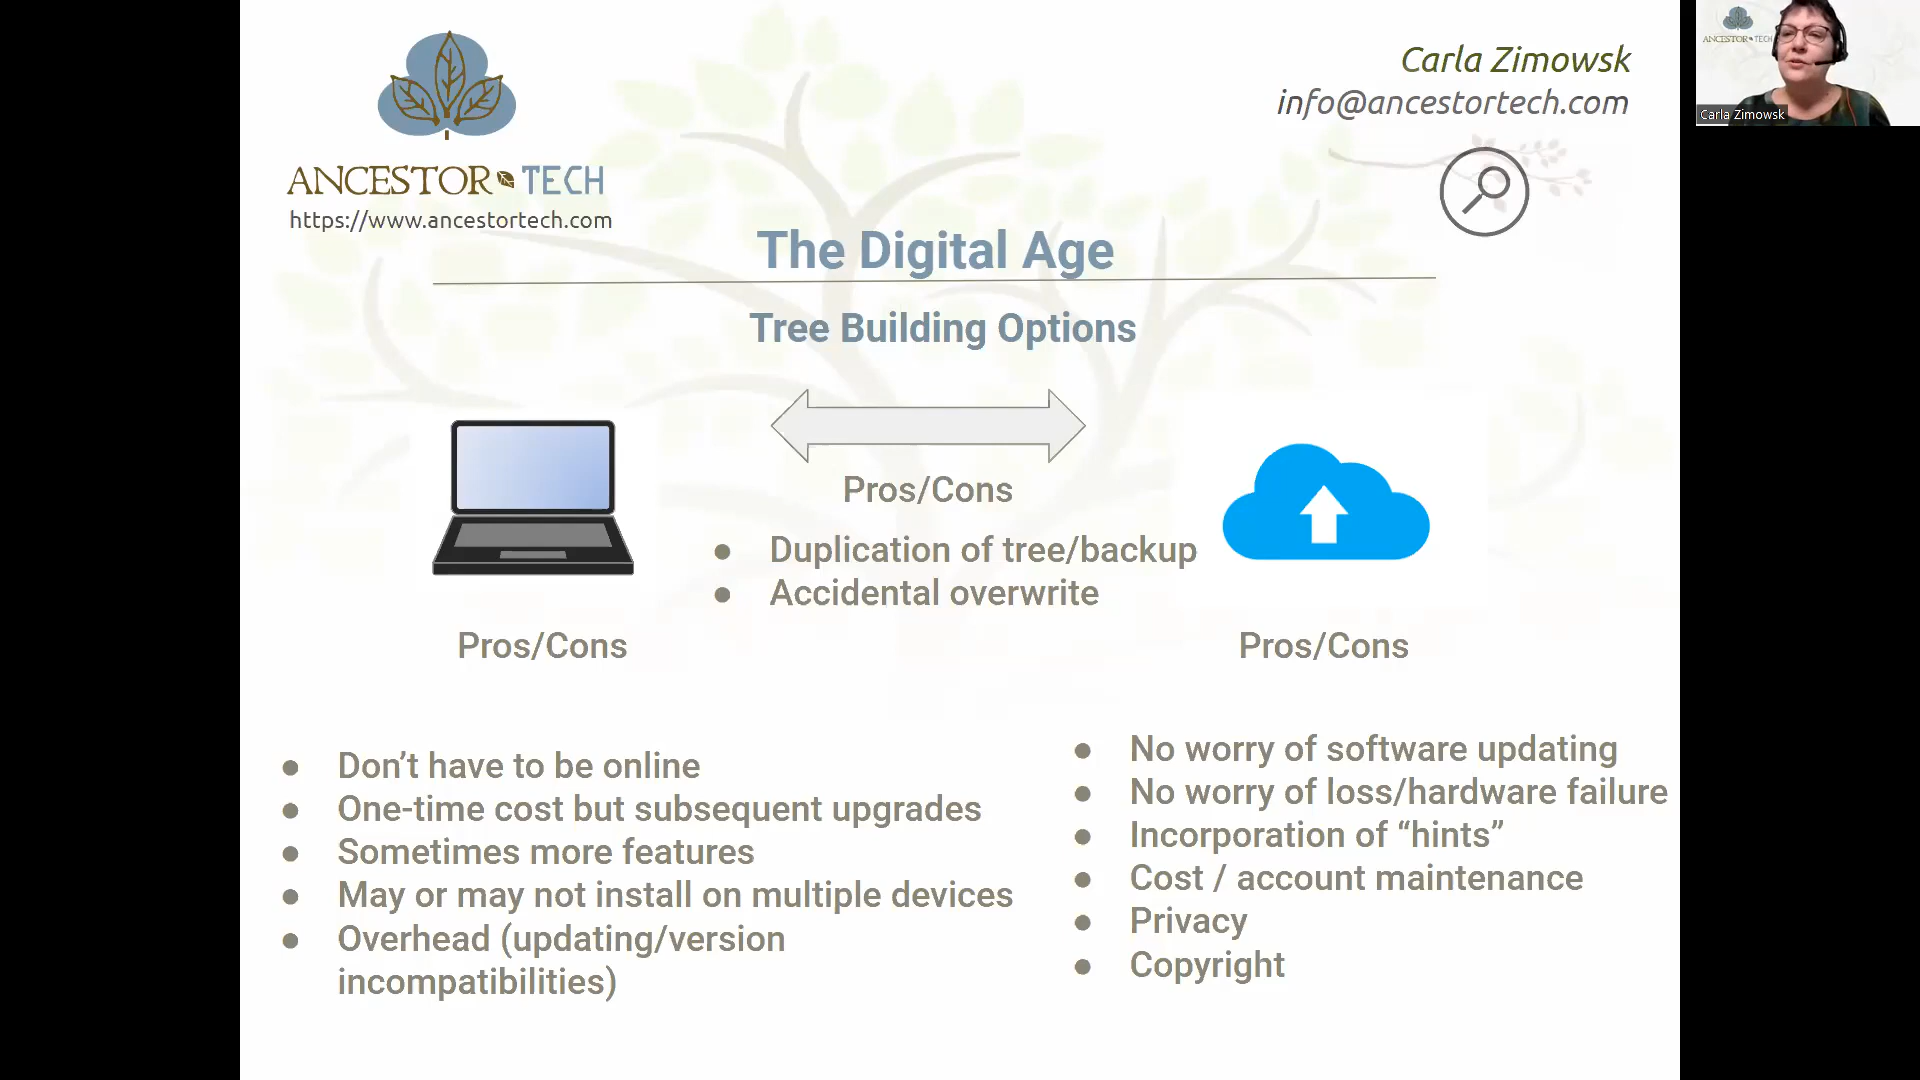 ANCESTOR TECH
https://www.ancestortech.com
Carla Zimowsk
info@ancestortech.com
ANCESTOR TECH
Carla Zimowsk
The Digital Age
Tree Building Options
Pros/Cons
● Duplication of tree/backup
● Accidental overwrite
Pros/Cons
● Don’t have to be online
● One-time cost but subsequent upgrades
● Sometimes more features
● May or may not install on multiple devices
● Overhead (updating/version
incompatibilities)
Pros/Cons
● No worry of software updating
● No worry of loss/hardware failure
● Incorporation of “hints”
● Cost / account maintenance
● Privacy
● Copyright